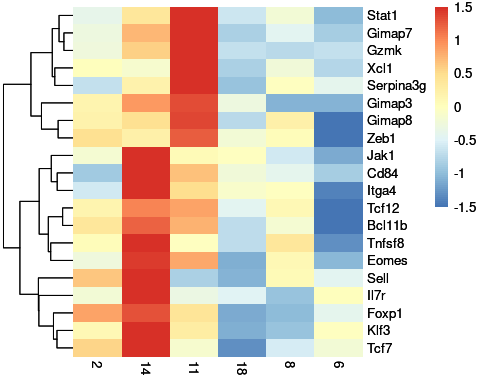 Stat1
Gimap7
Gzmk
Xcl1
Serpina3g
Gimap3
Gimap8
Zeb1
Jak1
Cd84
Itga4
Tcf12
Bcl11b
Tnfsf8
Eomes
Sell
Il7r
Foxp1
Klf3
Tcf7
2 14 11 18 8 6
1.5
1
0.5
0
-0.5
-1
-1.5